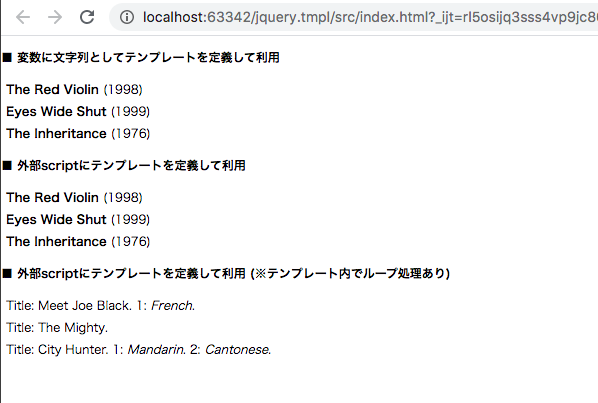 localhost:63342/jquery.tmpl/src/index.html?_ijt=rl5osijq3sss4vp9jc8
■ 変数に文字列としてテンプレートを定義して利用
The Red Violin (1998)
Eyes Wide Shut (1999)
The Inheritance (1976)
■ 外部scriptにテンプレートを定義して利用
The Red Violin (1998)
Eyes Wide Shut (1999)
The Inheritance (1976)
■ 外部scriptにテンプレートを定義して利用 (※テンプレート内でループ処理あり)
Title: Meet Joe Black. 1: French.
Title: The Mighty.
Title: City Hunter. 1: Mandarin. 2: Cantonese.